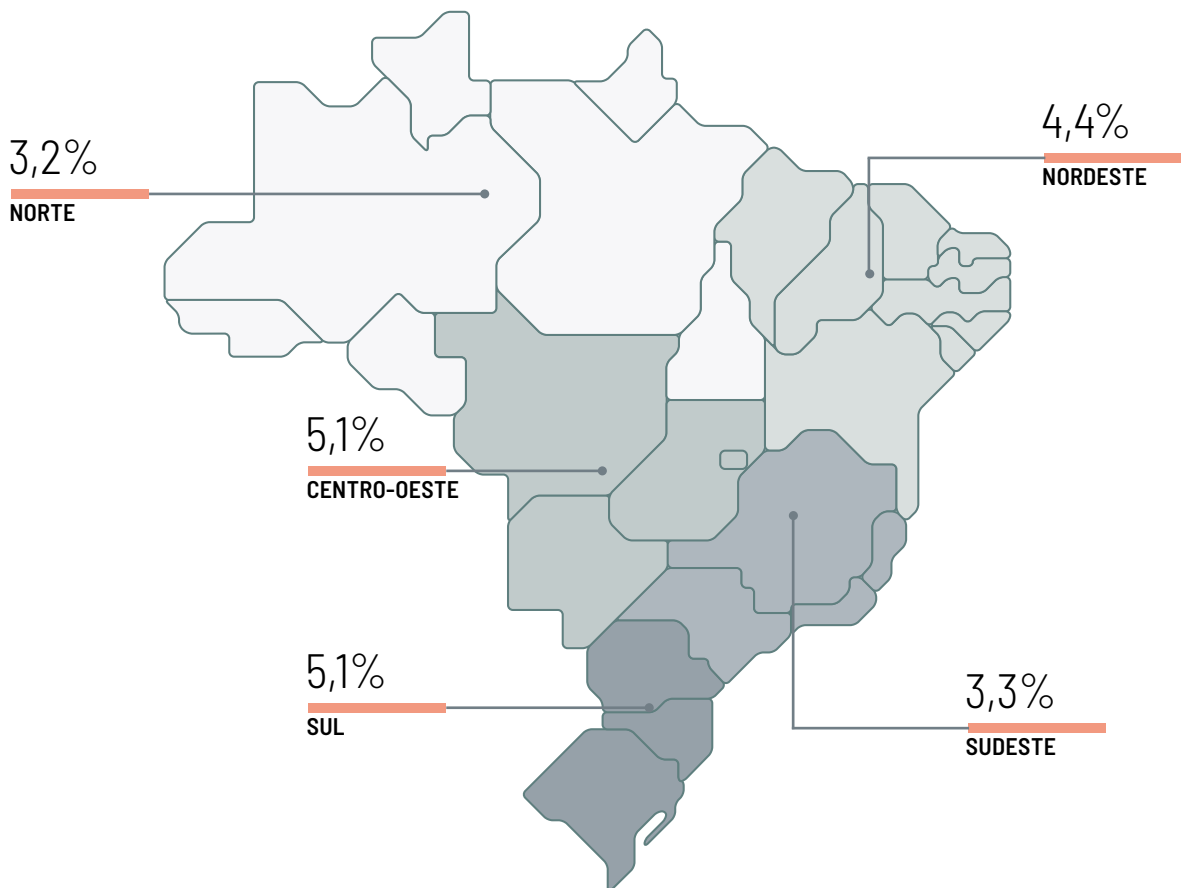 4,4%
NORDESTE
3,2%
NORTE
5,1%
CENTRO-OESTE
5,1%
SUL
3,3%
SUDESTE